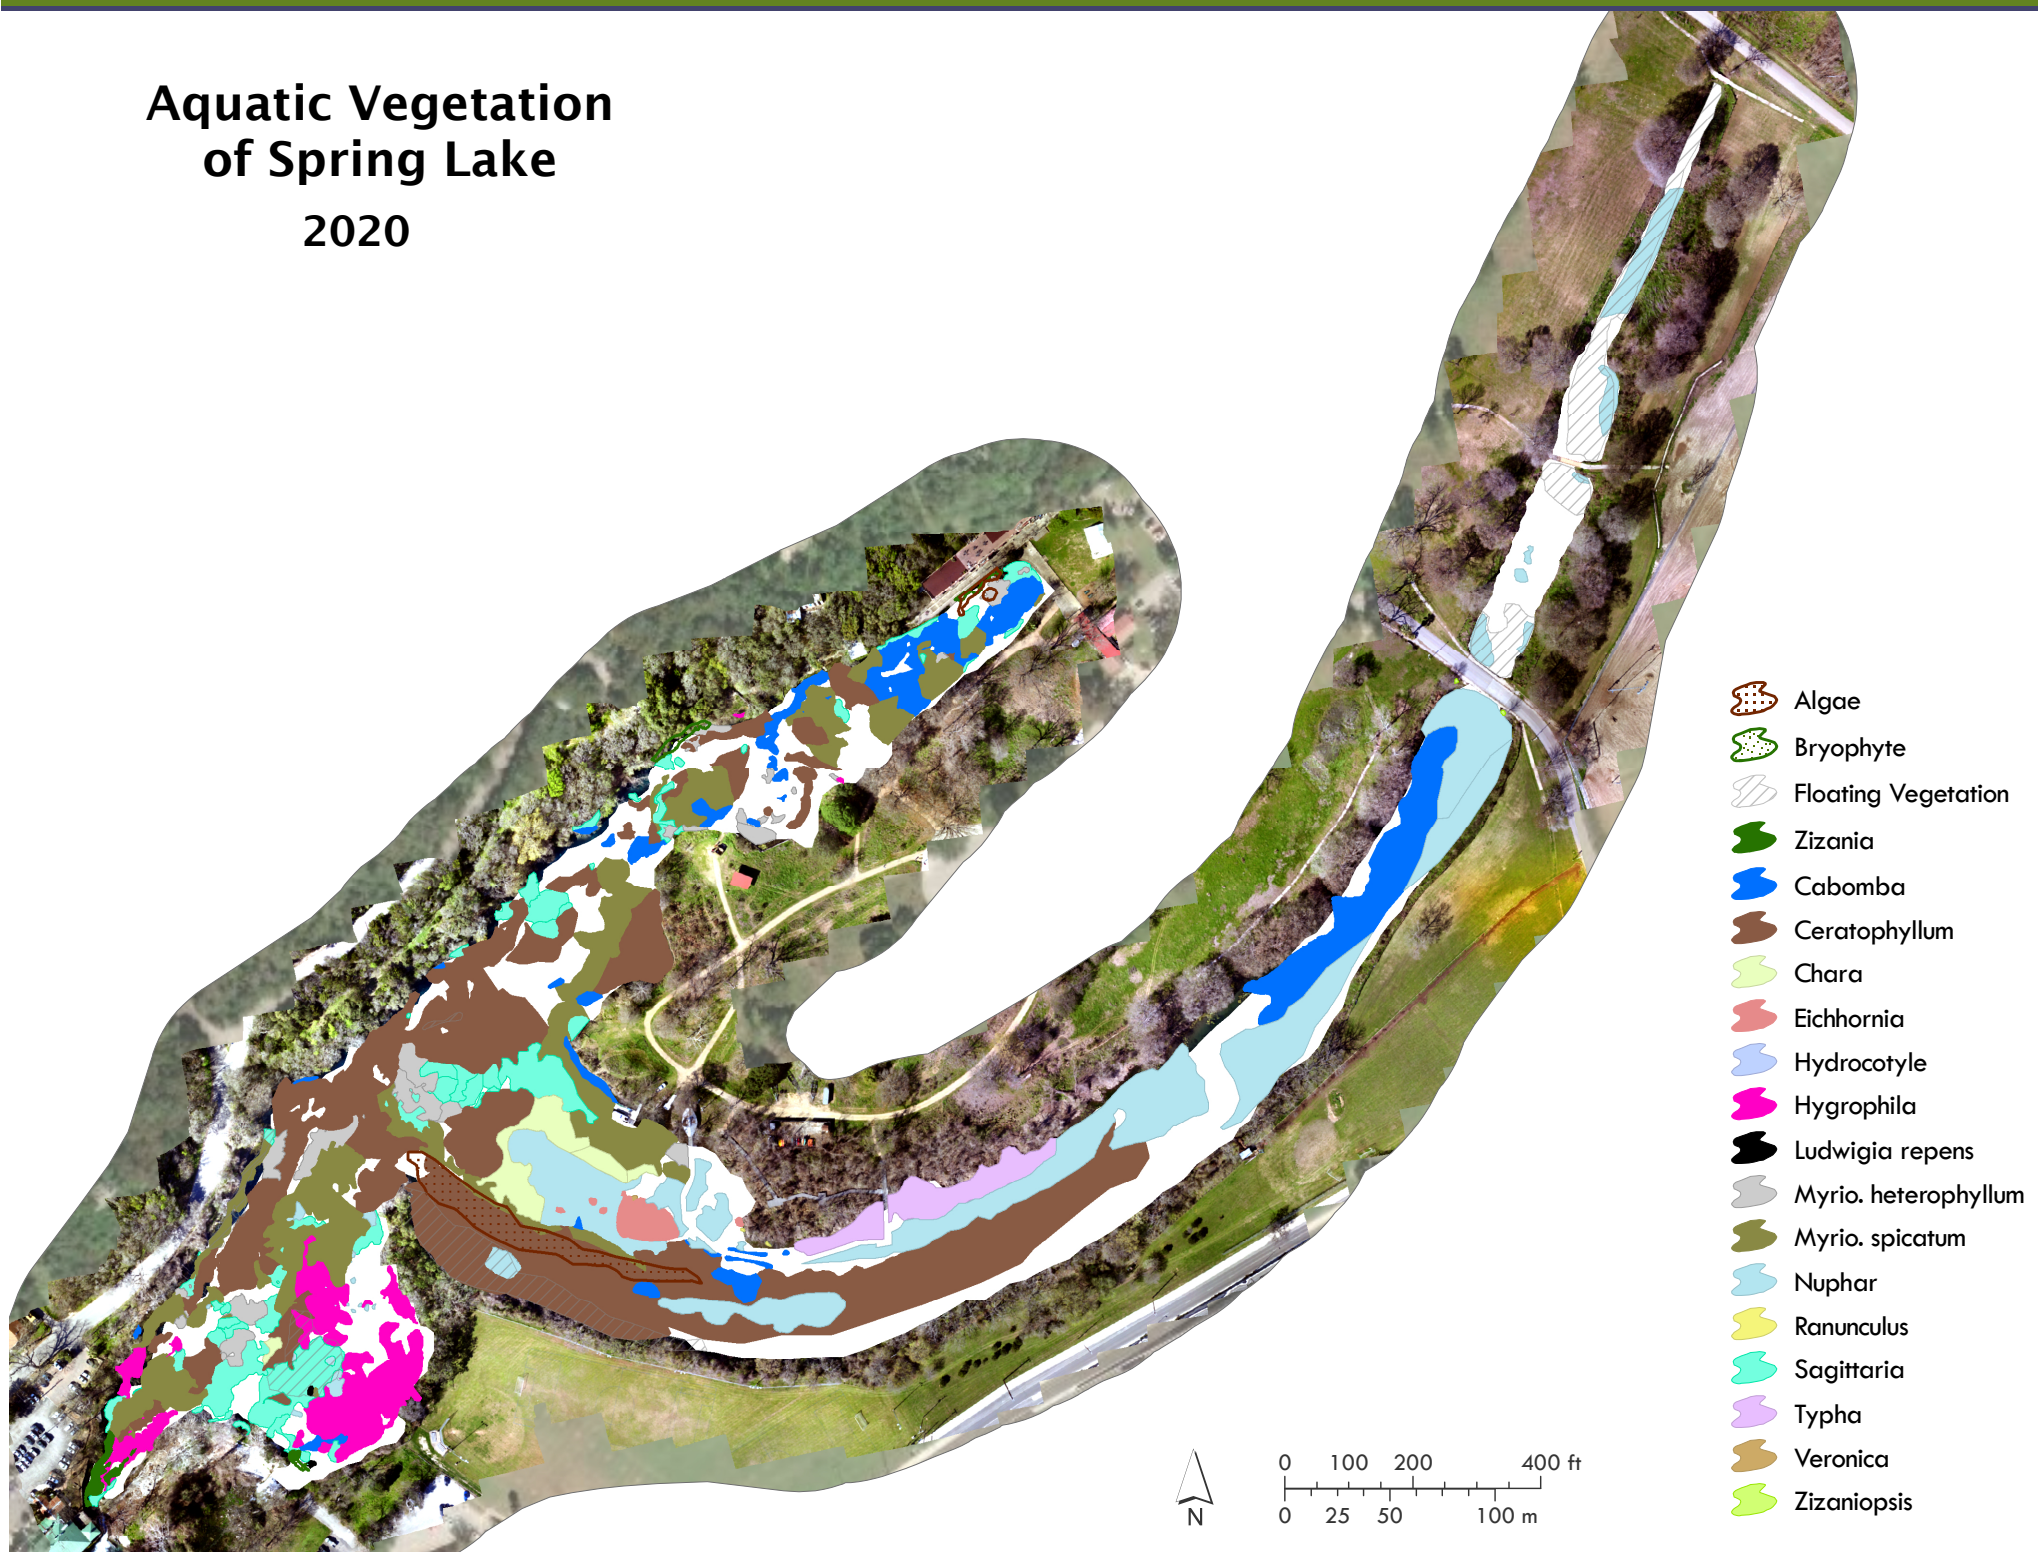 Aquatic Vegetation
of Spring Lake
2020
Algae
Bryophyte
Floating Vegetation
Zizania
Cabomba
Ceratophyllum
Chara
Eichhornia
Hydrocotyle
Hygrophila
Ludwigia repens
Myrio. heterophyllum
Myrio. spicatum
Nuphar
Ranunculus
Sagittaria
Typha
Veronica
Zizaniopsis
N
0 100 200 400 ft
0 25 50 100 m